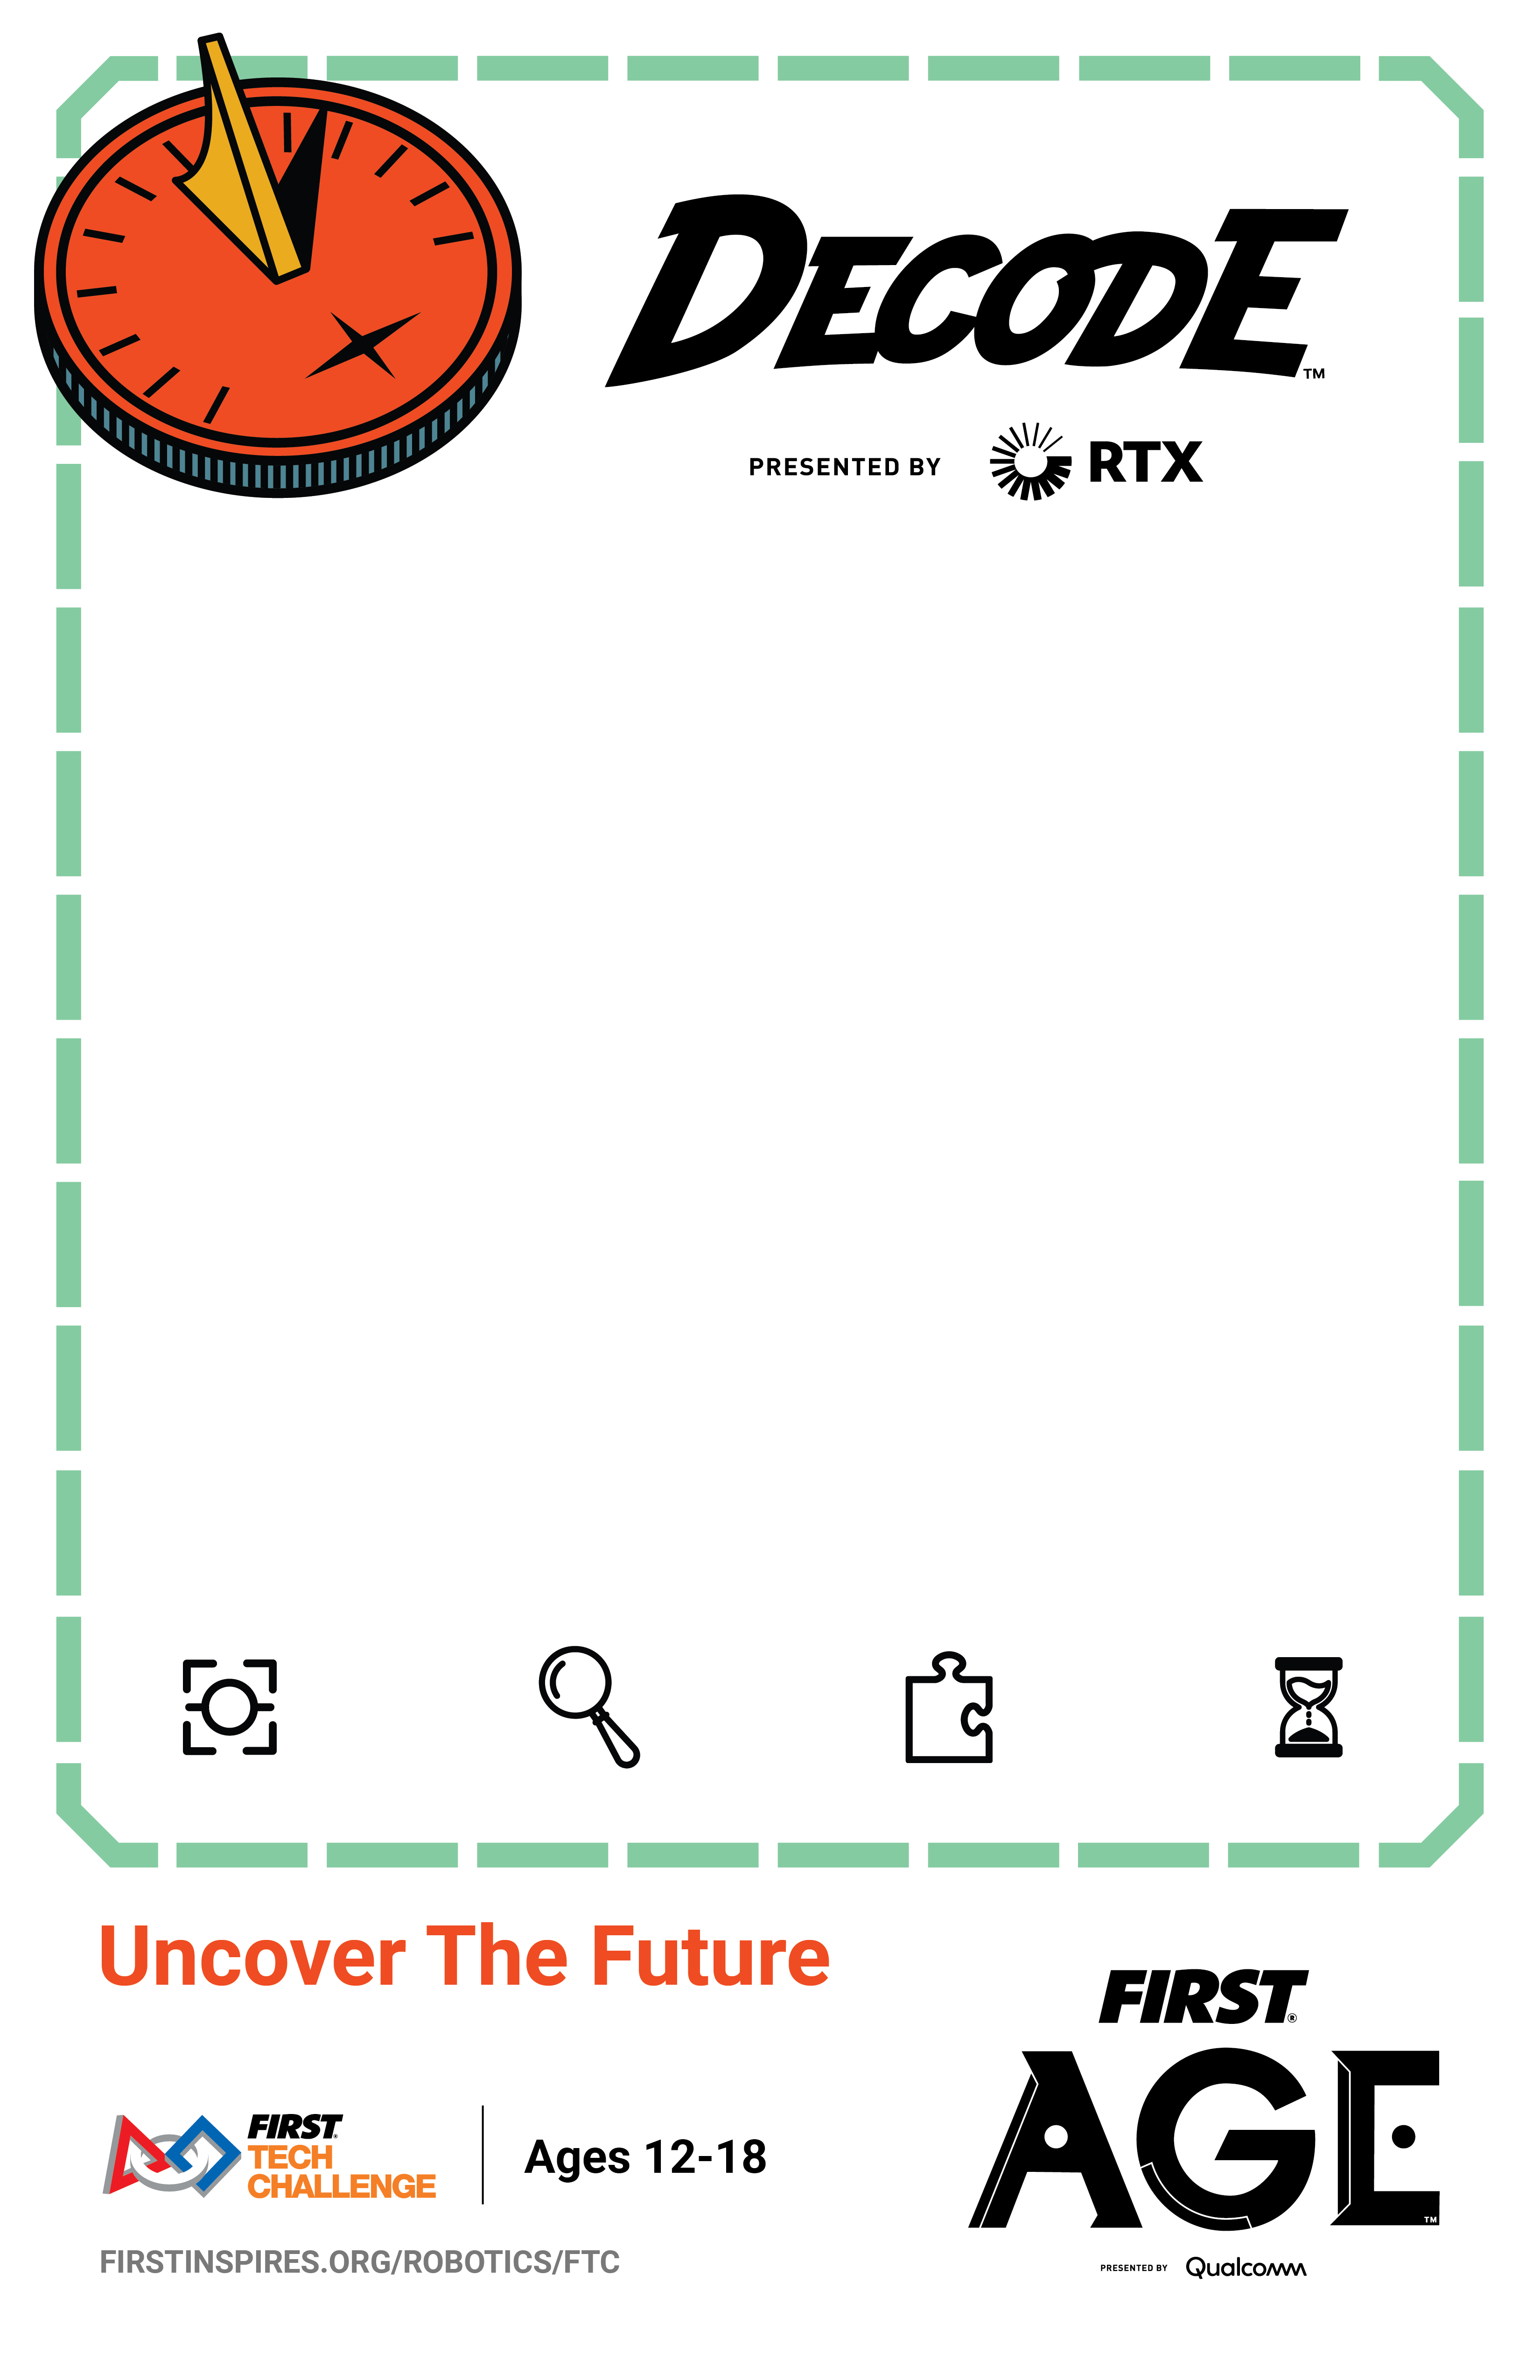 DECODE™
PRESENTED BY RTX
Uncover The Future
FIRST®
AGE™
PRESENTED BY Qualcomm
FIRST®
TECH
CHALLENGE
Ages 12-18
FIRSTINSPIRES.ORG/ROBOTICS/FTC